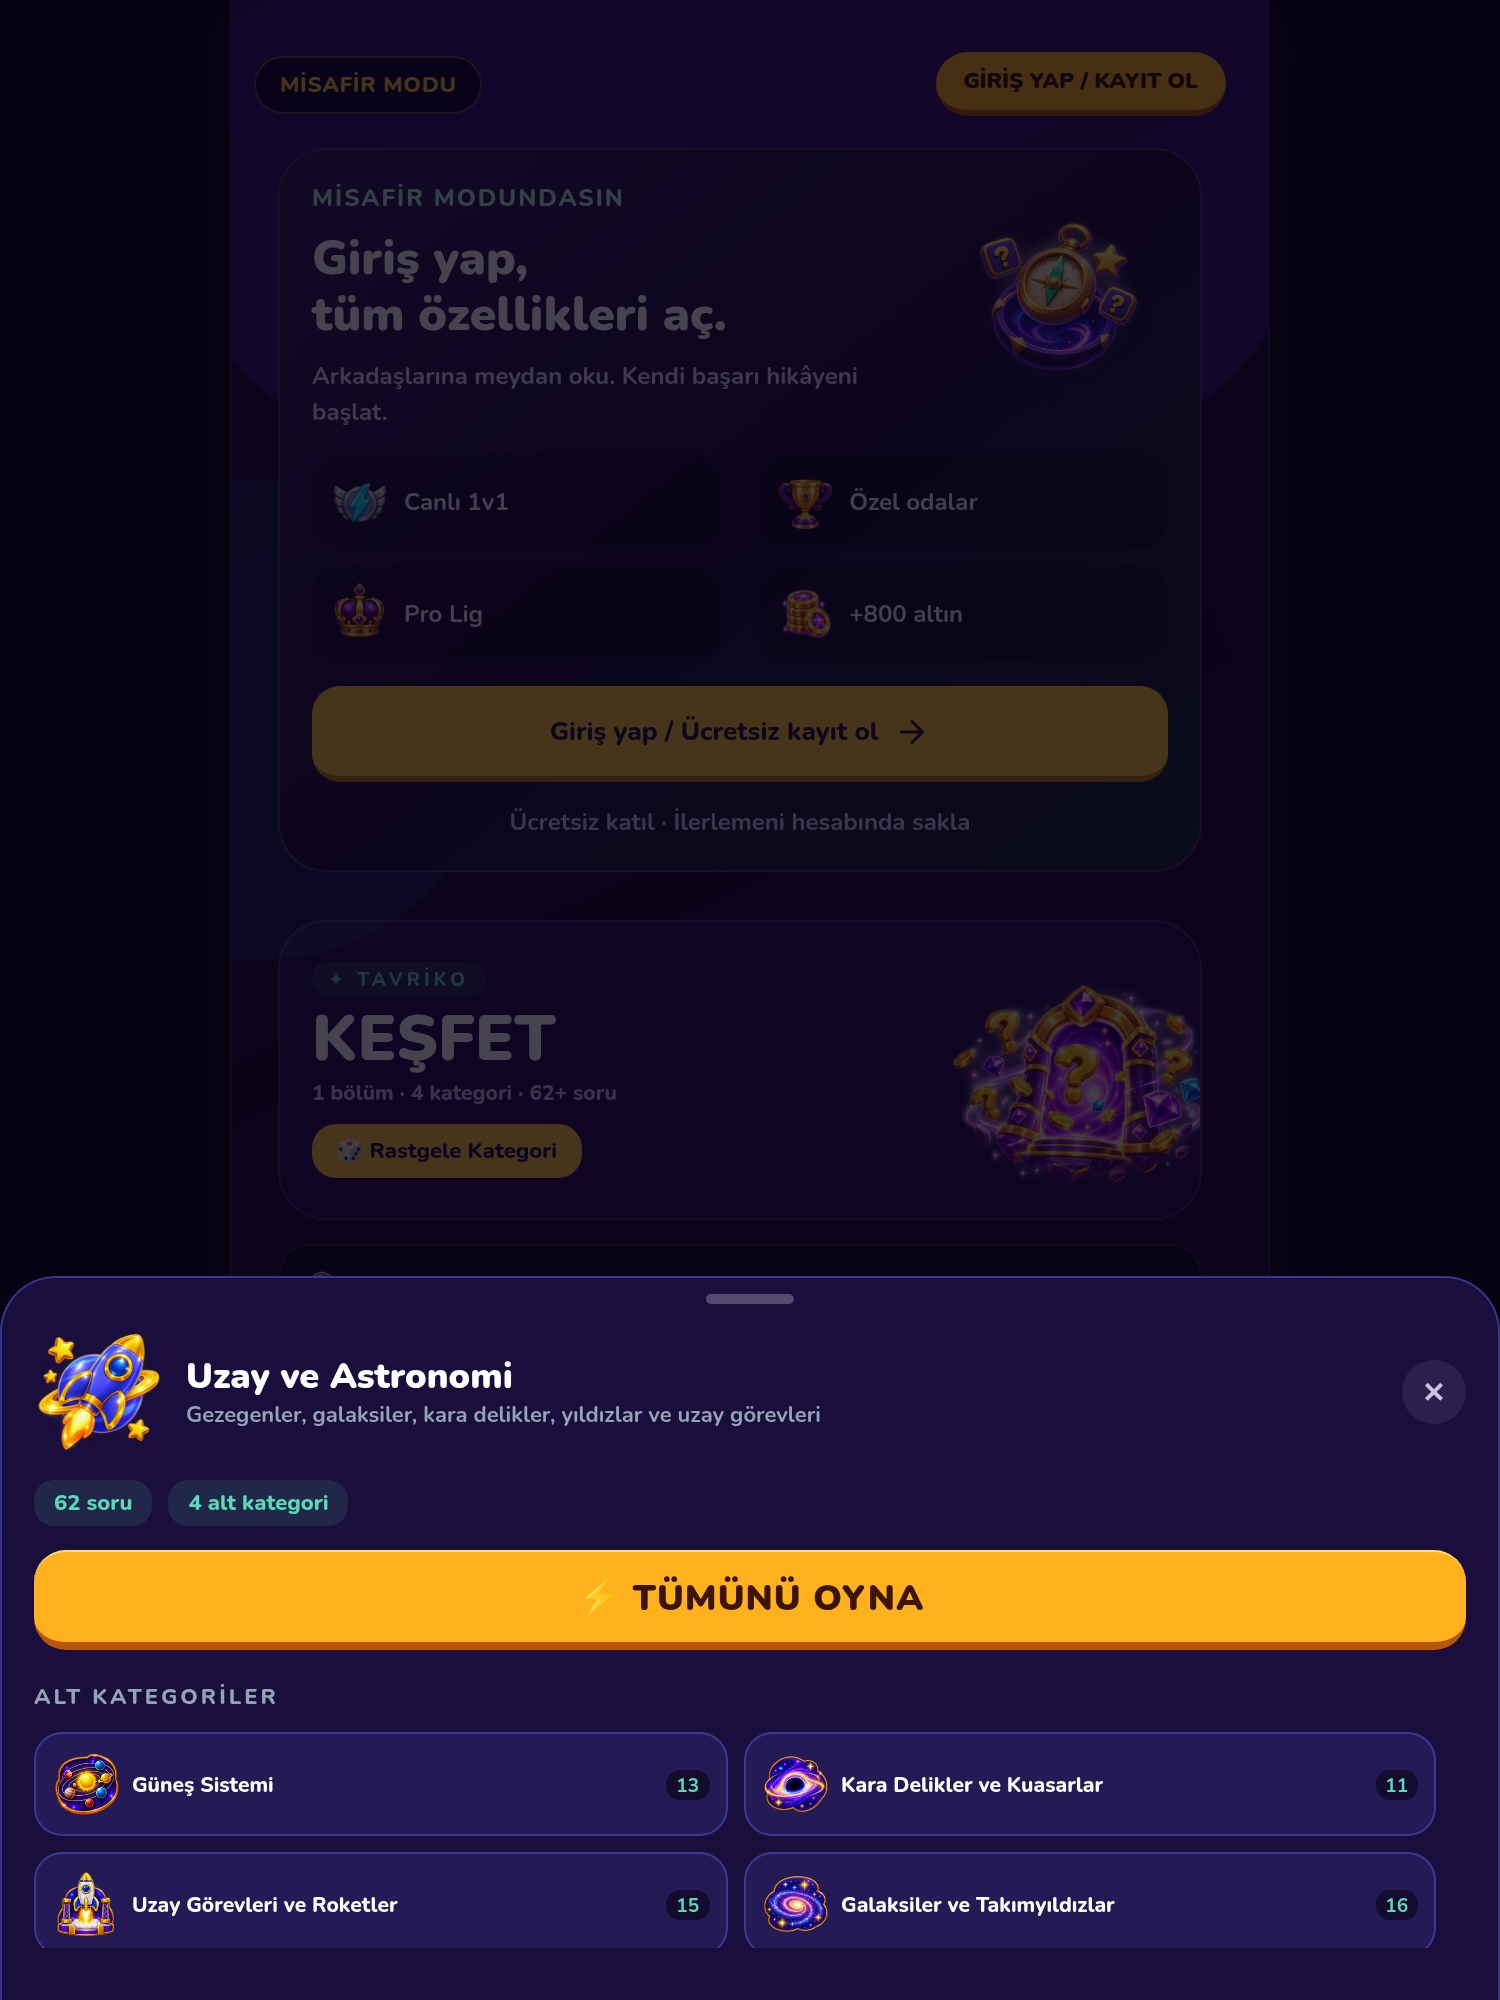 MİSAFİR MODU
GİRİŞ YAP / KAYIT OL
MİSAFİR MODUNDASIN
Giriş yap,
tüm özellikleri aç.
Arkadaşlarına meydan oku. Kendi başarı hikâyeni
başlat.
Canlı 1v1
Özel odalar
Pro Lig
+800 altın
Giriş yap / Ücretsiz kayıt ol →
Ücretsiz katıl · İlerlemeni hesabında sakla
✦ TAVRİKO
KEŞFET
1 bölüm · 4 kategori · 62+ soru
🎲 Rastgele Kategori
Uzay ve Astronomi
Gezegenler, galaksiler, kara delikler, yıldızlar ve uzay görevleri
✕
62 soru
4 alt kategori
⚡ TÜMÜNÜ OYNA
ALT KATEGORİLER
Güneş Sistemi
13
Kara Delikler ve Kuasarlar
11
Uzay Görevleri ve Roketler
15
Galaksiler ve Takımyıldızlar
16